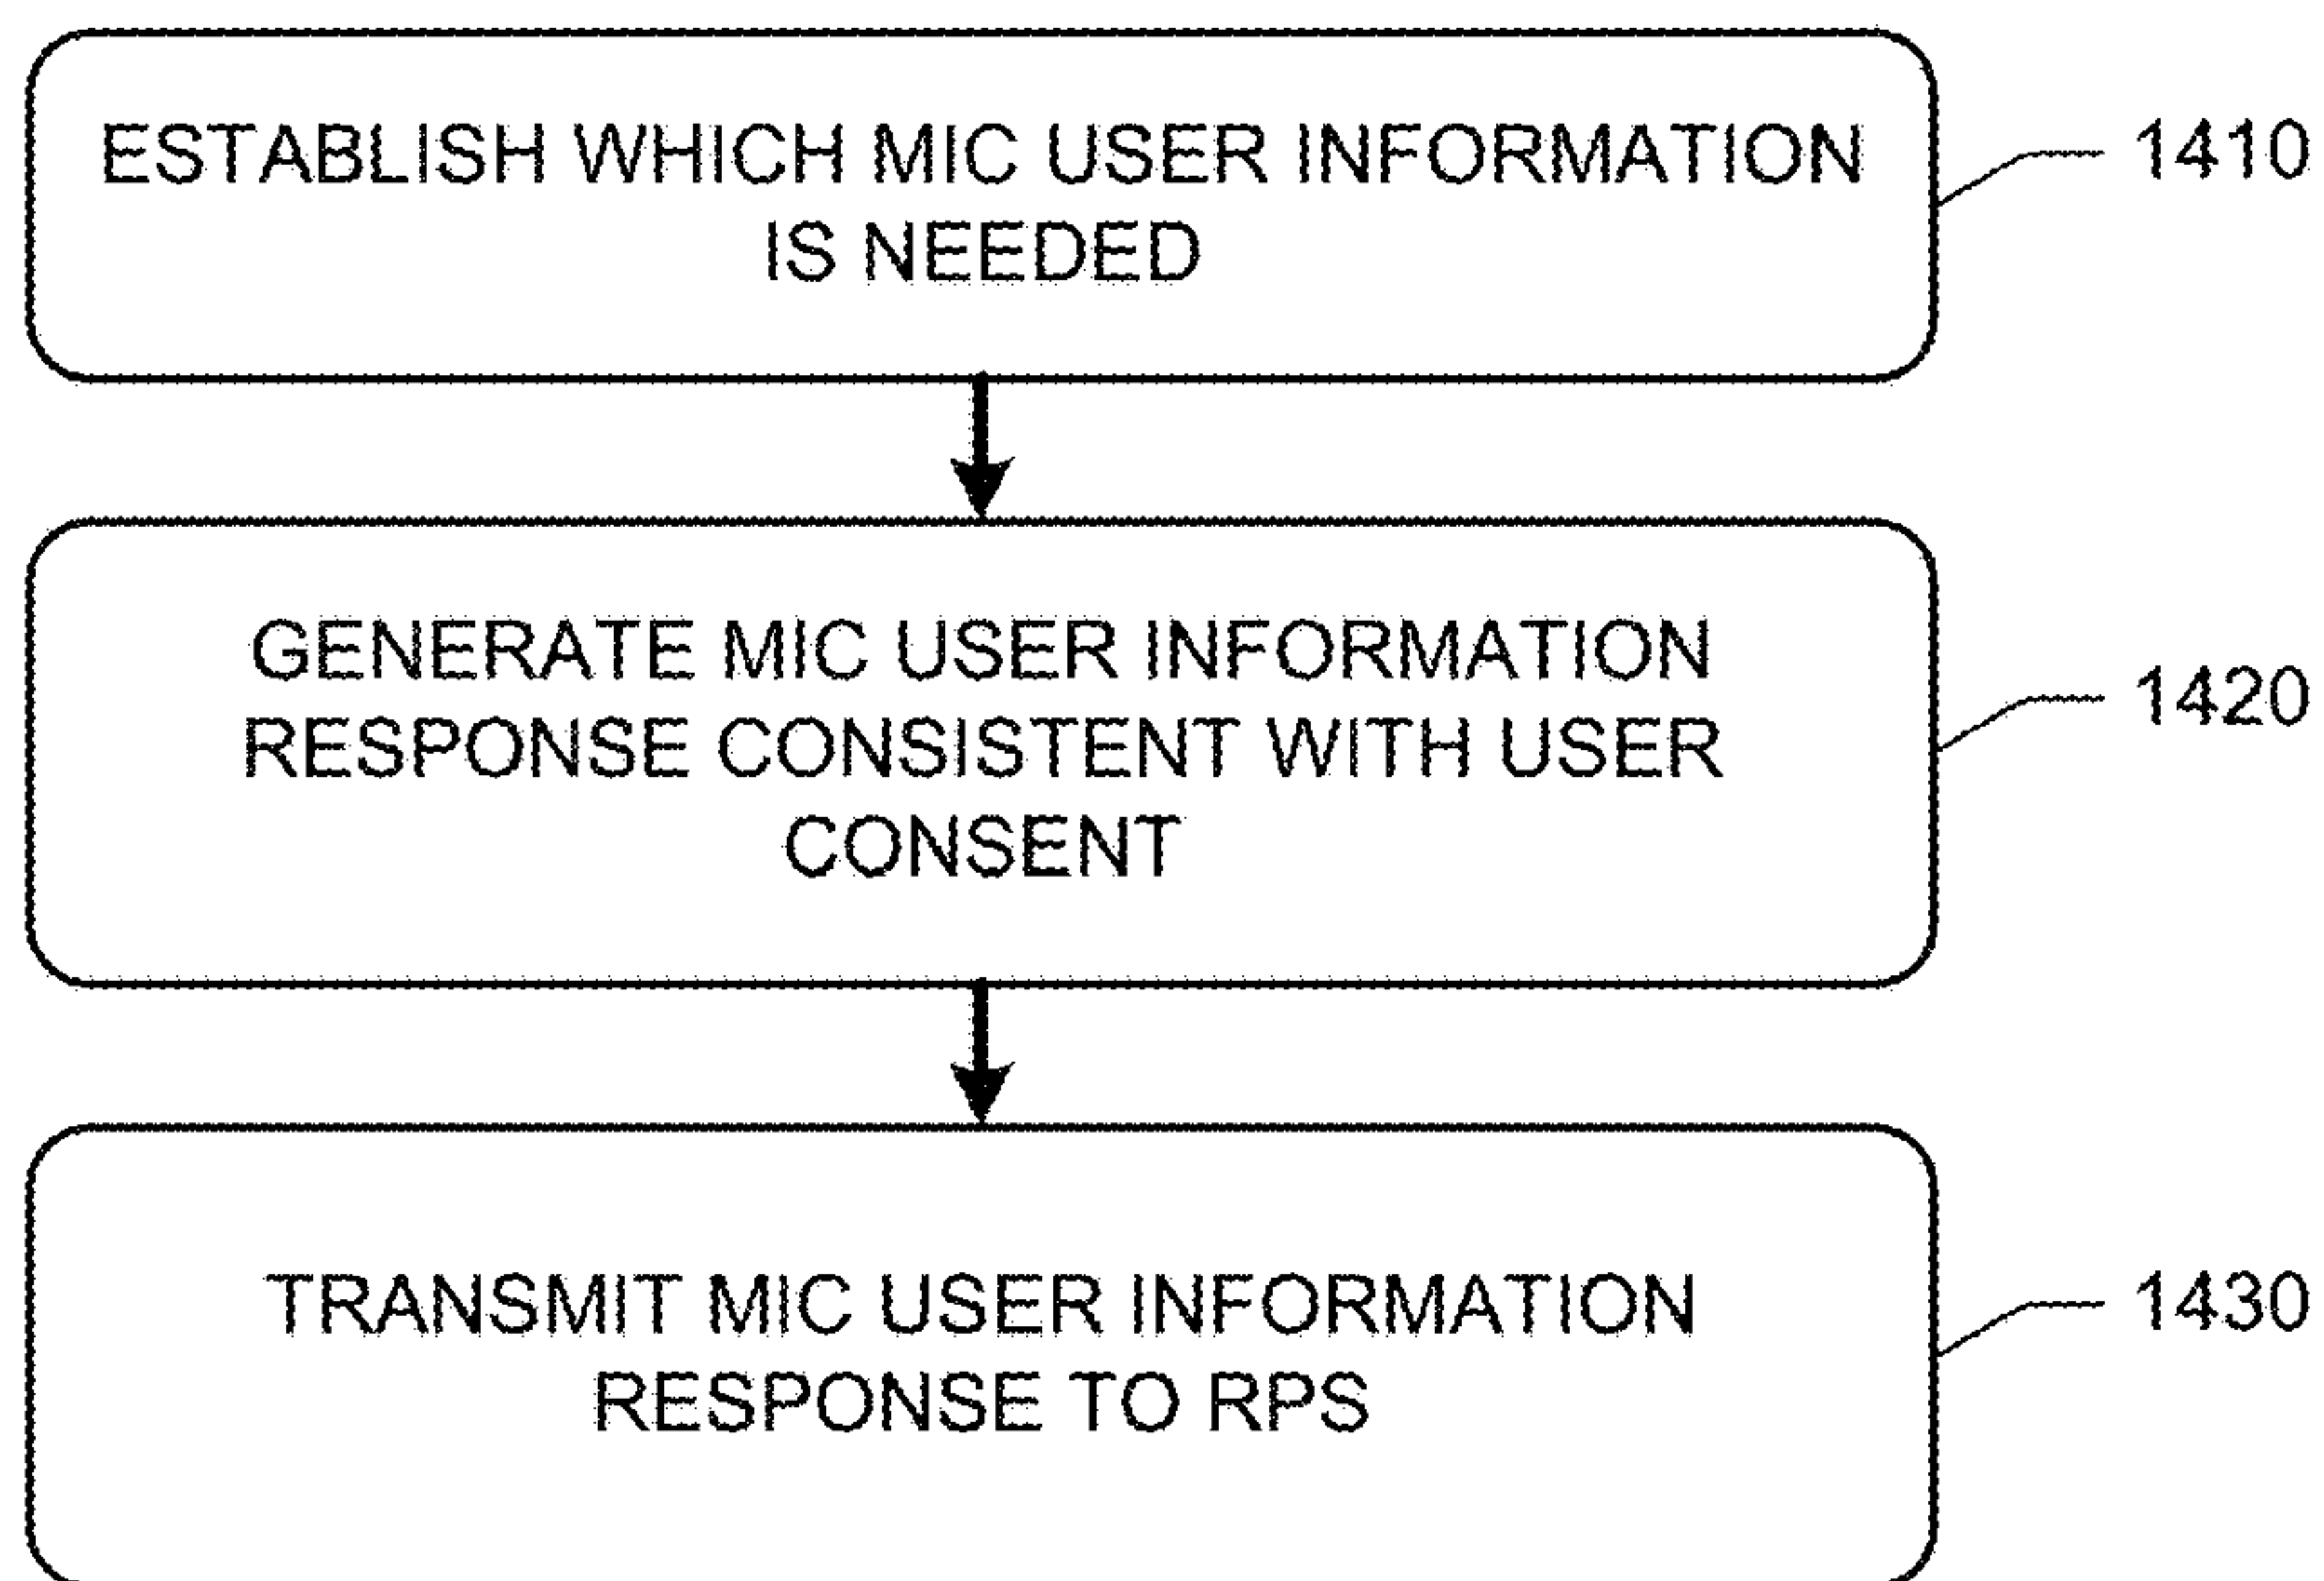 ESTABLISH WHICH MIC USER INFORMATION
IS NEEDED
1410
GENERATE MIC USER INFORMATION
RESPONSE CONSISTENT WITH USER
CONSENT
1420
TRANSMIT MIC USER INFORMATION
RESPONSE TO RPS
1430